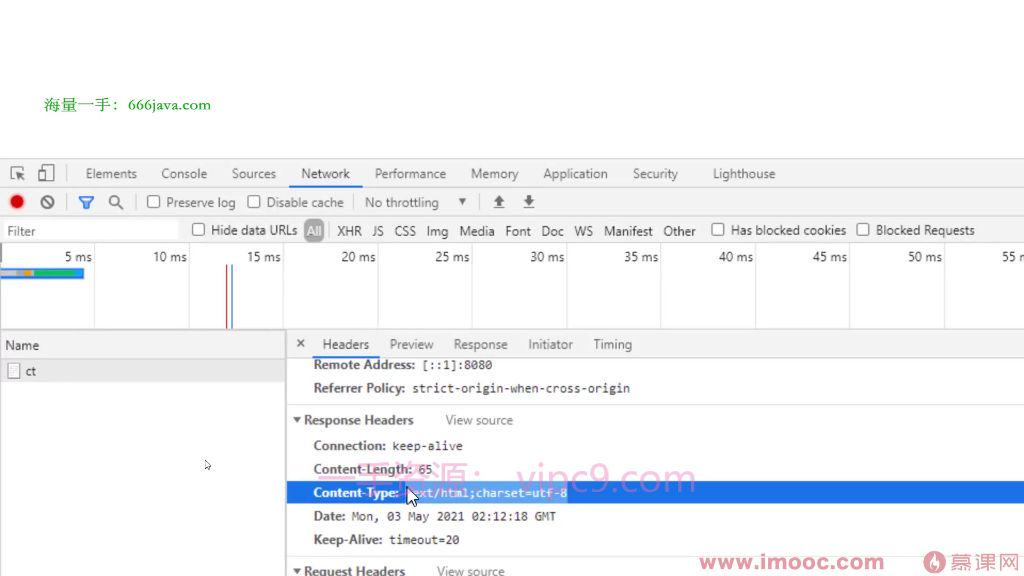 海量一手：666java.com
Elements Console Sources Network Performance Memory Application Security Lighthouse
Preserve log Disable cache No throttling
Filter Hide data URLs All XHR JS CSS Img Media Font Doc WS Manifest Other Has blocked cookies Blocked Requests
5 ms 10 ms 15 ms 20 ms 25 ms 30 ms 35 ms 40 ms 45 ms 50 ms 55 m
Name × Headers Preview Response Initiator Timing
Remote Address: [::1]:8080
ct
Referrer Policy: strict-origin-when-cross-origin
Response Headers View source
Connection: keep-alive
Content-Length: 65
一手资源：vipc9.com
Content-Type: text/html;charset=utf-8
Date: Mon, 03 May 2021 02:12:18 GMT
Keep-Alive: timeout=20
www.imooc.com 慕课网
Request Headers View source